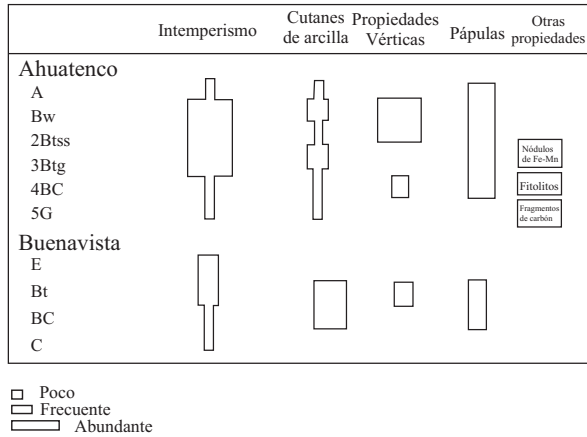 Intemperismo
Cutanes
de arcilla
Propiedades
Vérticas
Pápulas
Otras
propiedades
Ahuatenco
A
Bw
2Btss
3Btg
4BC
5G
Nódulos
de Fe-Mn
Fitolitos
Fragmentos
de carbón
Buenavista
E
Bt
BC
C
Poco
Frecuente
Abundante